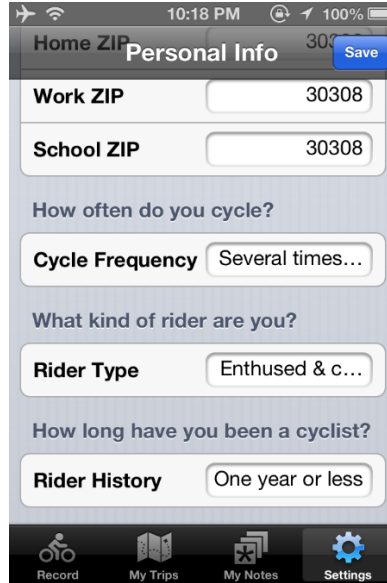 10:18 PM 100%
Home ZIP 303
Personal Info
Save
Work ZIP 30308
School ZIP 30308
How often do you cycle?
Cycle Frequency Several times...
What kind of rider are you?
Rider Type Enthused & c...
How long have you been a cyclist?
Rider History One year or less
Record My Trips My Notes Settings